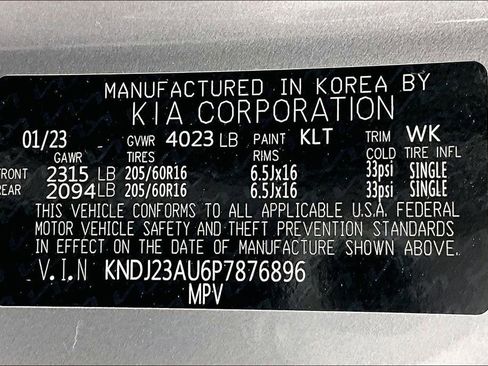 MANUFACTURED IN KOREA BY
KIA CORPORATION
01/23 GVWR 4023 LB PAINT KLT TRIM WK
GAWR TIRES RIMS COLD TIRE INFL
FRONT 2315 LB 205/60R16 6.5Jx16 33psi SINGLE
REAR 2094 LB 205/60R16 6.5Jx16 33psi SINGLE
THIS VEHICLE CONFORMS TO ALL APPLICABLE U.S.A. FEDERAL
MOTOR VEHICLE SAFETY AND THEFT PREVENTION STANDARDS
IN EFFECT ON THE DATE OF MANUFACTURE SHOWN ABOVE.
V.I.N KNDJ23AU6P7876896
MPV